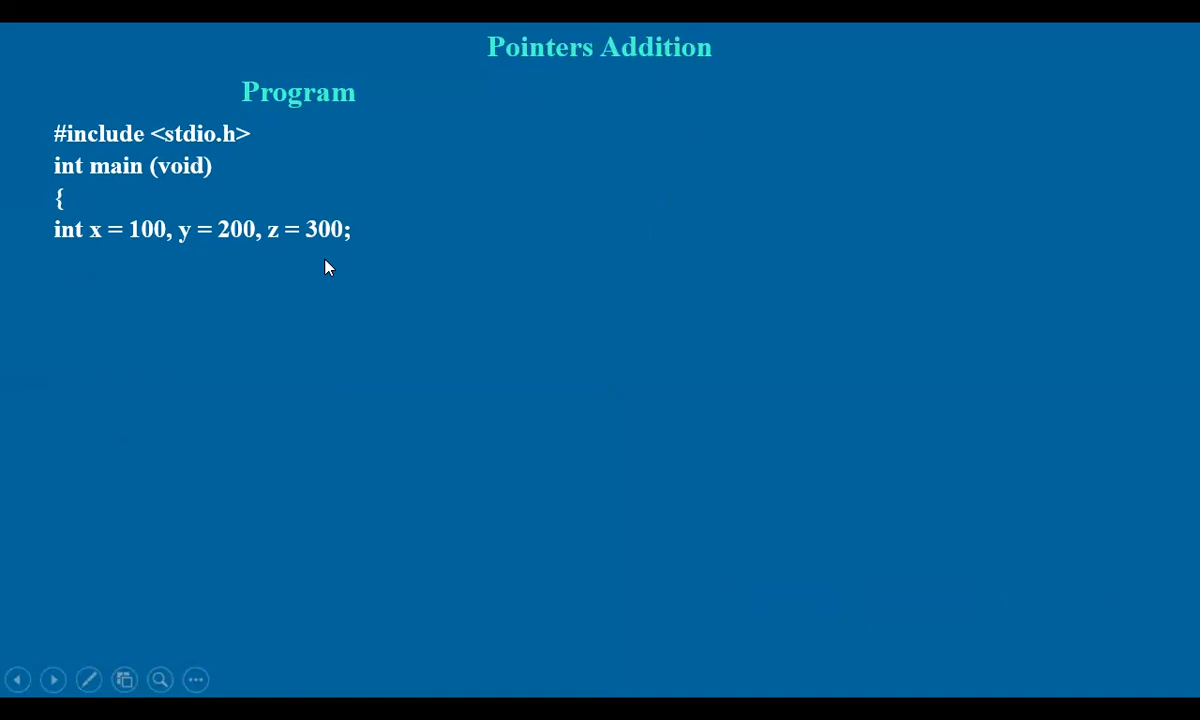 Pointers Addition
Program
#include <stdio.h>
int main (void)
{
int x = 100, y = 200, z = 300;